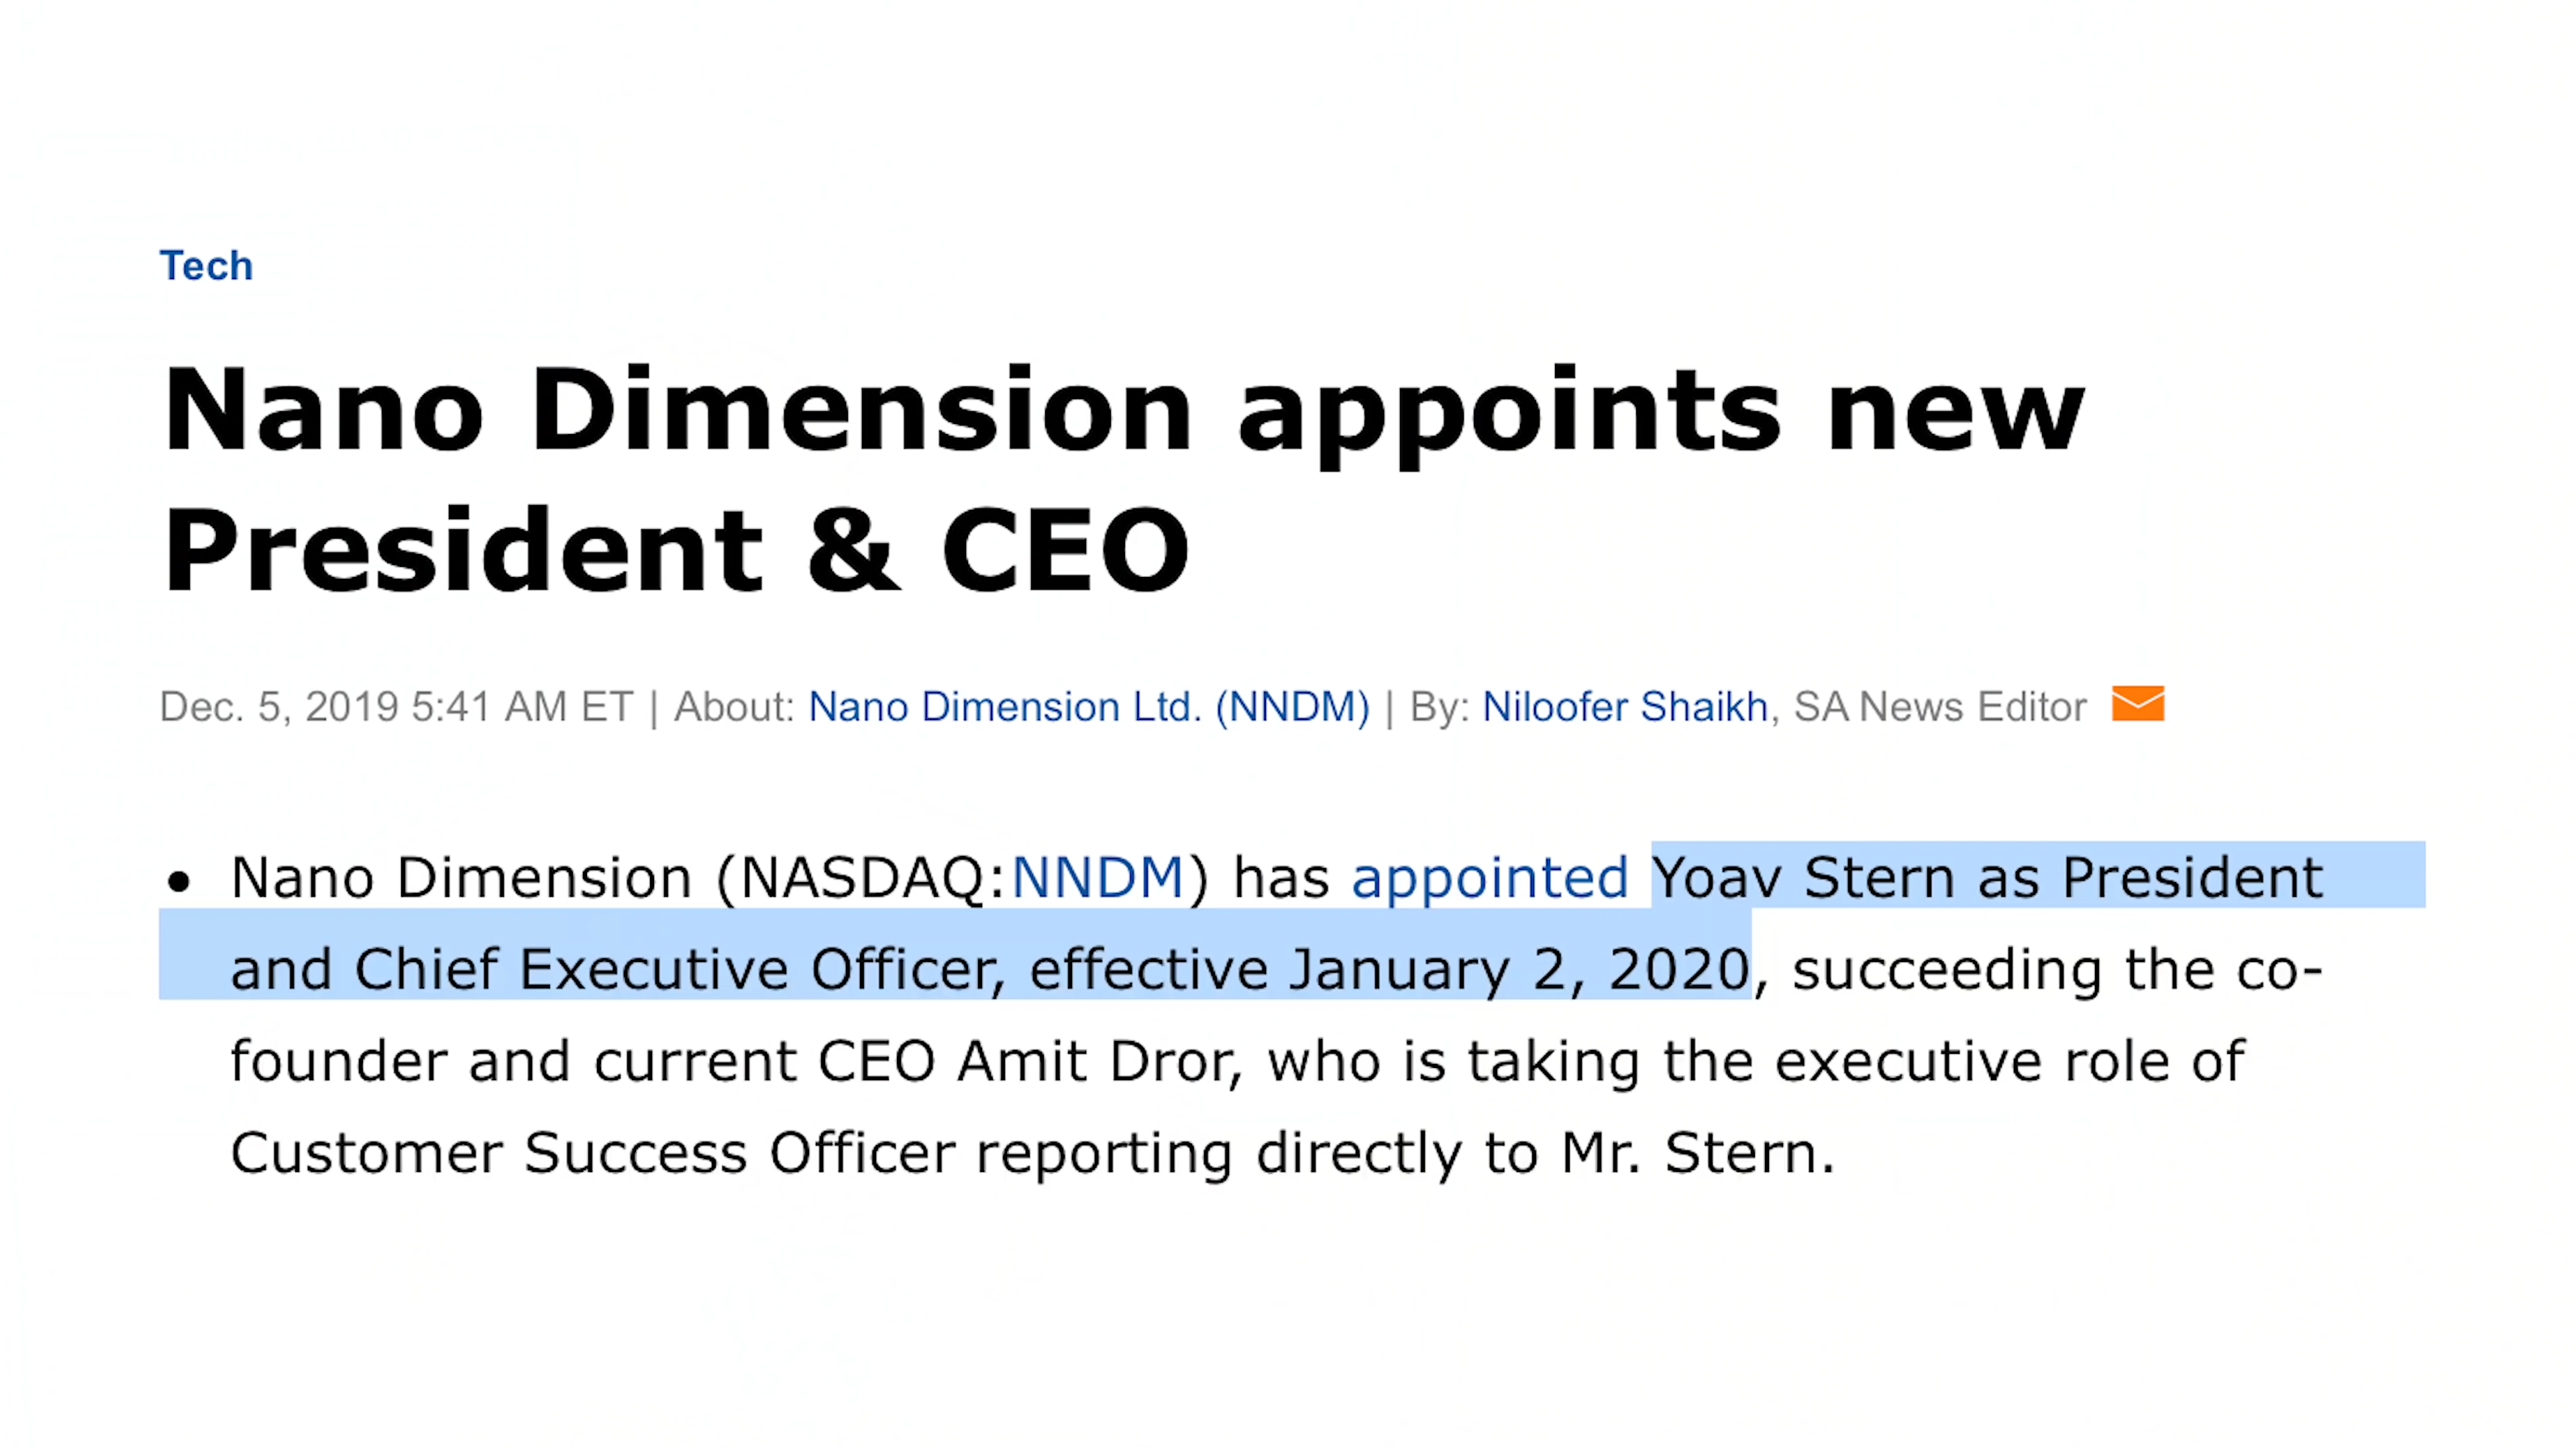 Tech
Nano Dimension appoints new
President & CEO
Dec. 5, 2019 5:41 AM ET | About: Nano Dimension Ltd. (NNDM) | By: Niloofer Shaikh, SA News Editor
• Nano Dimension (NASDAQ:NNDM) has appointed Yoav Stern as President
and Chief Executive Officer, effective January 2, 2020, succeeding the co-
founder and current CEO Amit Dror, who is taking the executive role of
Customer Success Officer reporting directly to Mr. Stern.